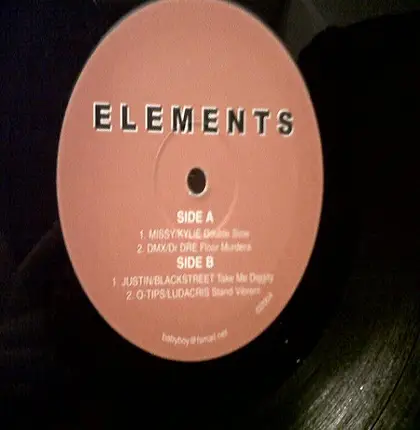 ELEMENTS
SIDE A
1. MISSY/KYLIE Double Slow
2. DMX/Dr DRE Floor Murdera
SIDE B
1. JUSTIN/BLACKSTREET Take Me Diggity
2. Q-TIPS/LUDACRIS Stand Vibrant